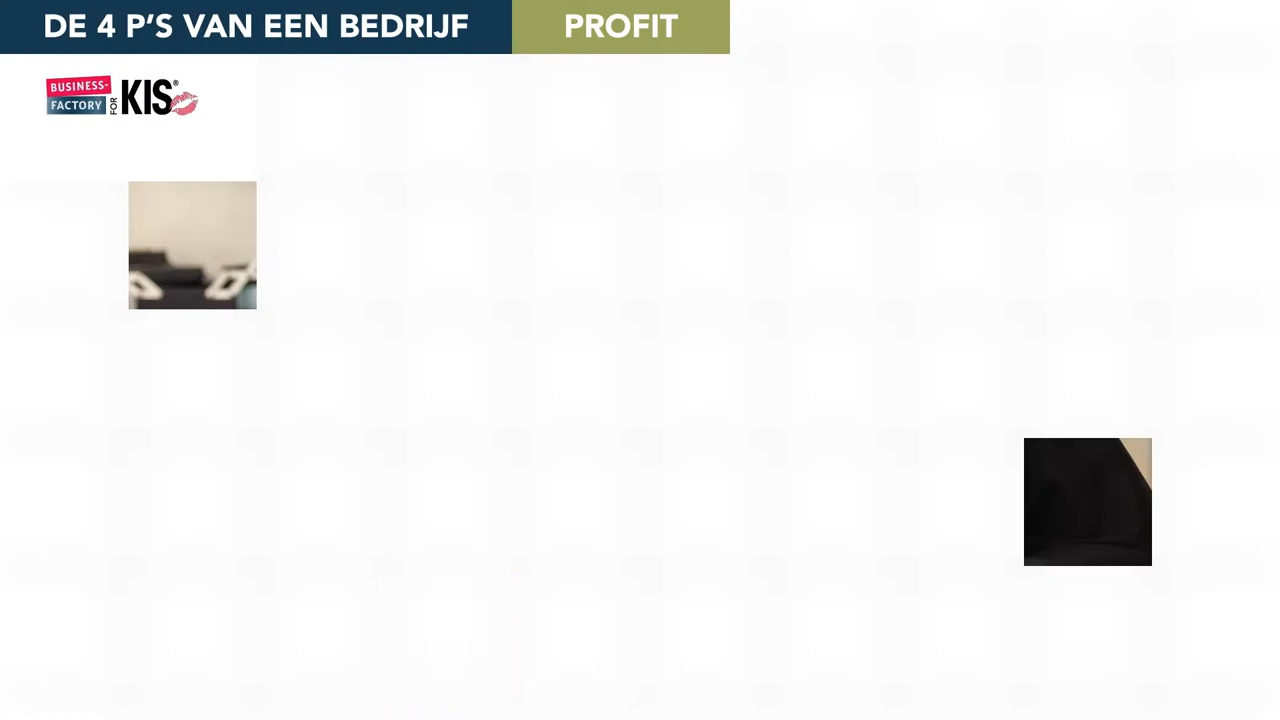 DE 4 P'S VAN EEN BEDRIJF PROFIT
BUSINESS-
FACTORY FOR KIS®